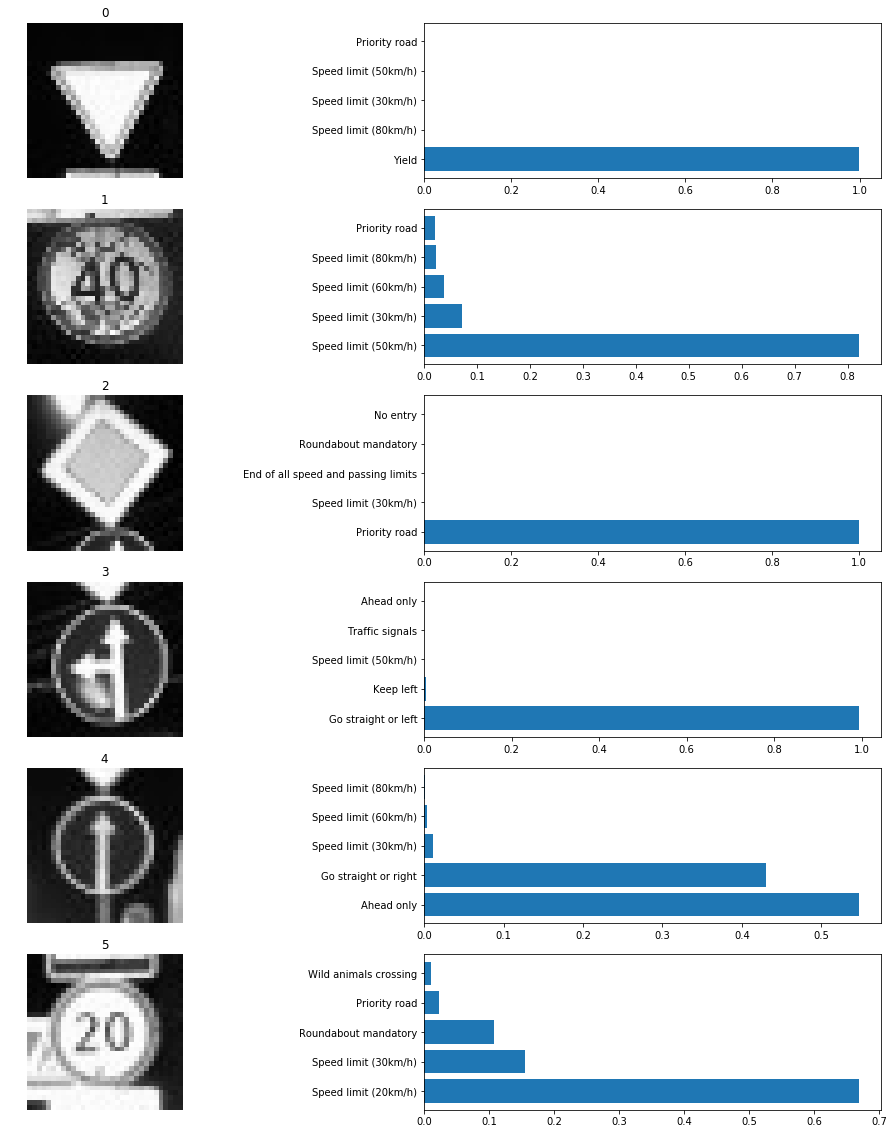 0
Priority road
Speed limit (50km/h)
Speed limit (30km/h)
Speed limit (80km/h)
Yield
0.0 0.2 0.4 0.6 0.8 1.0
1
40
Priority road
Speed limit (80km/h)
Speed limit (60km/h)
Speed limit (30km/h)
Speed limit (50km/h)
0.0 0.1 0.2 0.3 0.4 0.5 0.6 0.7 0.8
2
No entry
Roundabout mandatory
End of all speed and passing limits
Speed limit (30km/h)
Priority road
0.0 0.2 0.4 0.6 0.8 1.0
3
Ahead only
Traffic signals
Speed limit (50km/h)
Keep left
Go straight or left
0.0 0.2 0.4 0.6 0.8 1.0
4
Speed limit (80km/h)
Speed limit (60km/h)
Speed limit (30km/h)
Go straight or right
Ahead only
0.0 0.1 0.2 0.3 0.4 0.5
5
20
Wild animals crossing
Priority road
Roundabout mandatory
Speed limit (30km/h)
Speed limit (20km/h)
0.0 0.1 0.2 0.3 0.4 0.5 0.6 0.7